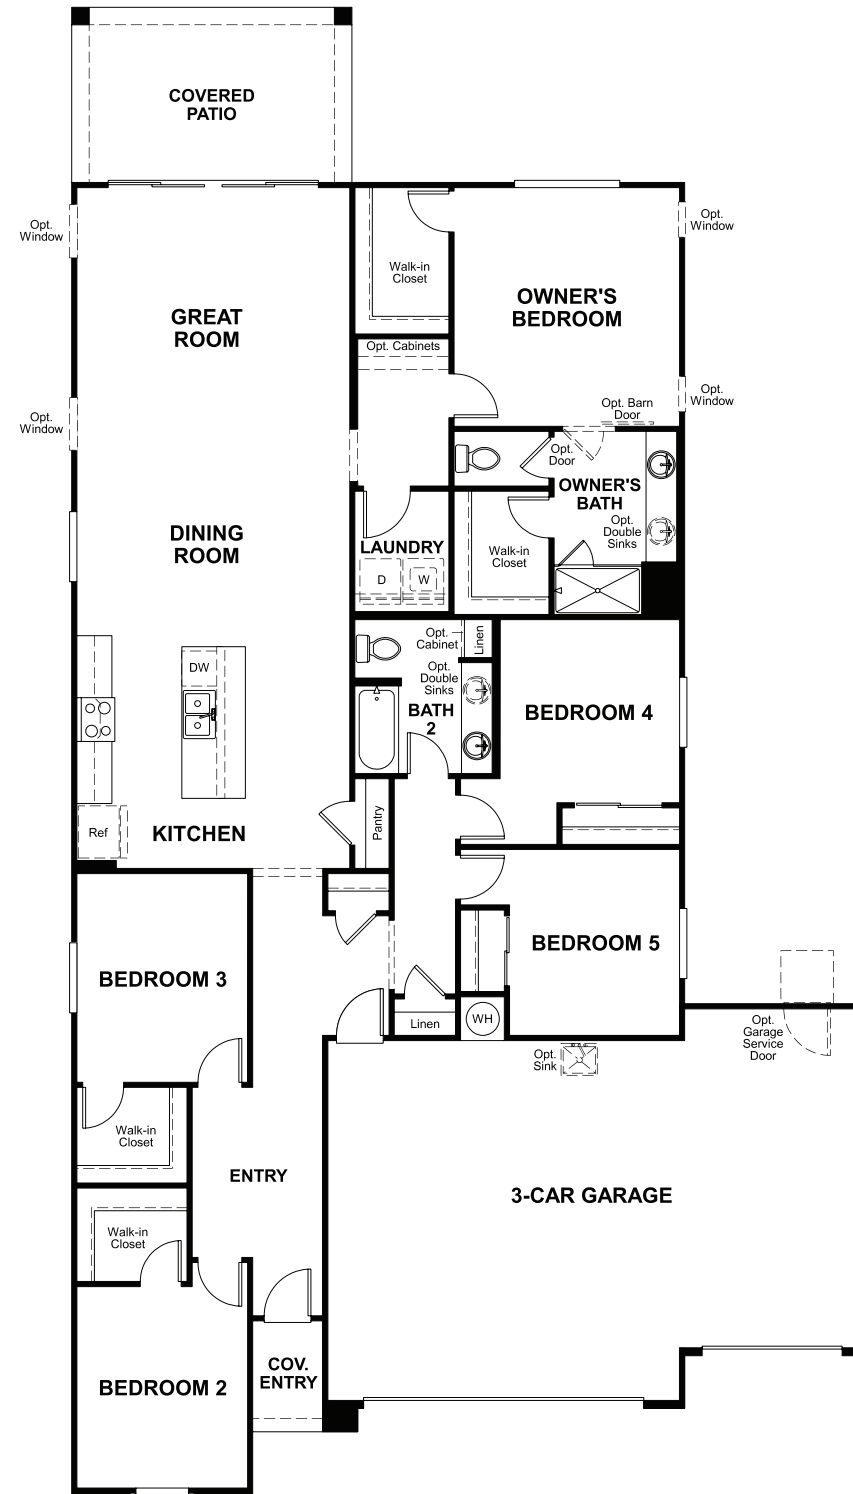 COVERED
PATIO
Opt.
Window
Opt.
Window
Walk-in
Closet
GREAT
ROOM
OWNER'S
BEDROOM
Opt. Cabinets
Opt.
Window
Opt.
Window
Opt. Barn
Door
Opt.
Door
OWNER'S
BATH
Opt.
Double
Sinks
DINING
ROOM
LAUNDRY
D
W
Walk-in
Closet
Opt.
Cabinet
Linen
Opt.
Double
Sinks
BATH
2
BEDROOM 4
DW
Ref
KITCHEN
Pantry
BEDROOM 3
BEDROOM 5
Linen
WH
Opt.
Sink
Opt.
Garage
Service
Door
Walk-in
Closet
ENTRY
3-CAR GARAGE
Walk-in
Closet
BEDROOM 2
COV.
ENTRY